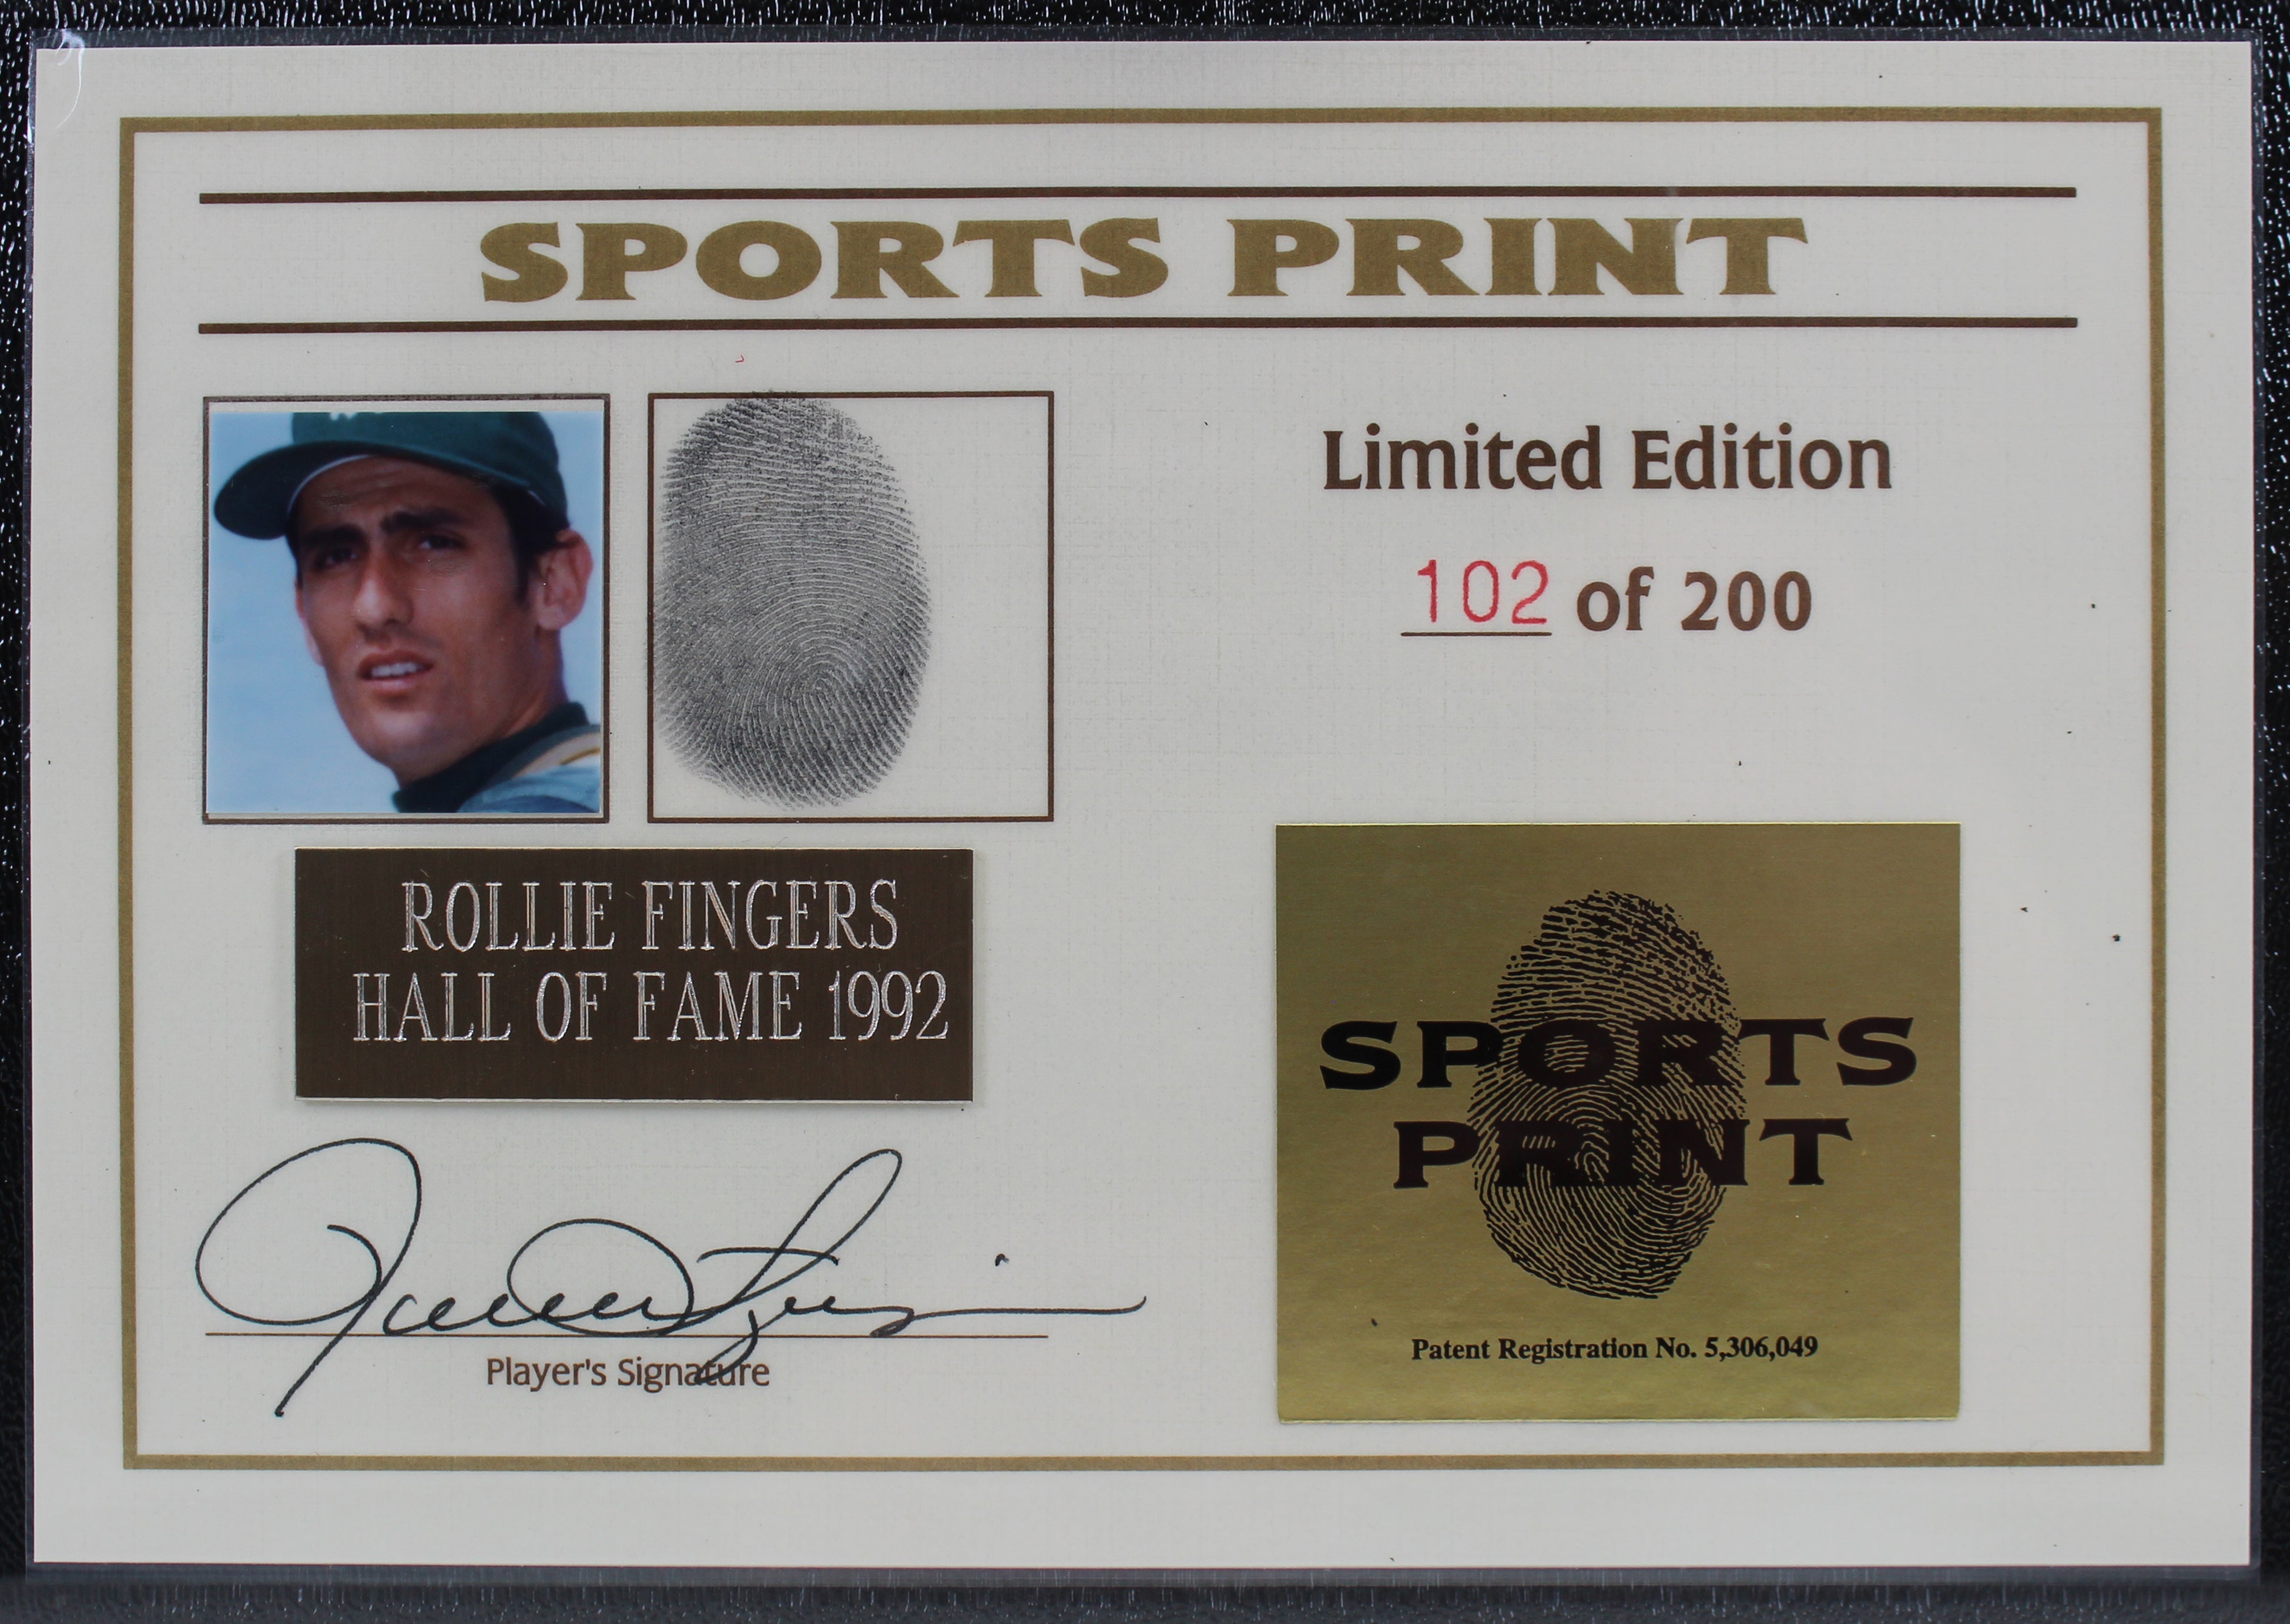 SPORTS PRINT
Limited Edition
102 of 200
ROLLIE FINGERS
HALL OF FAME 1992
Player's Signature
SPORTS
PRINT
Patent Registration No. 5,306,049